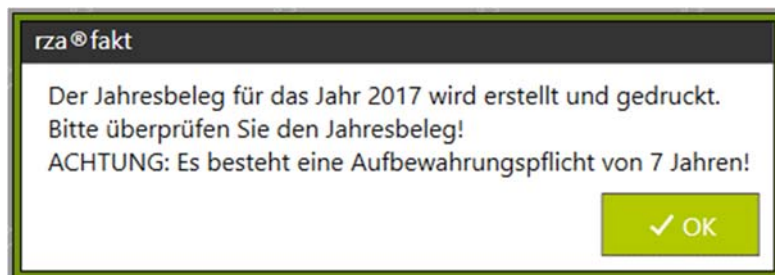 rza®fakt
Der Jahresbeleg für das Jahr 2017 wird erstellt und gedruckt.
Bitte überprüfen Sie den Jahresbeleg!
ACHTUNG: Es besteht eine Aufbewahrungspflicht von 7 Jahren!
OK